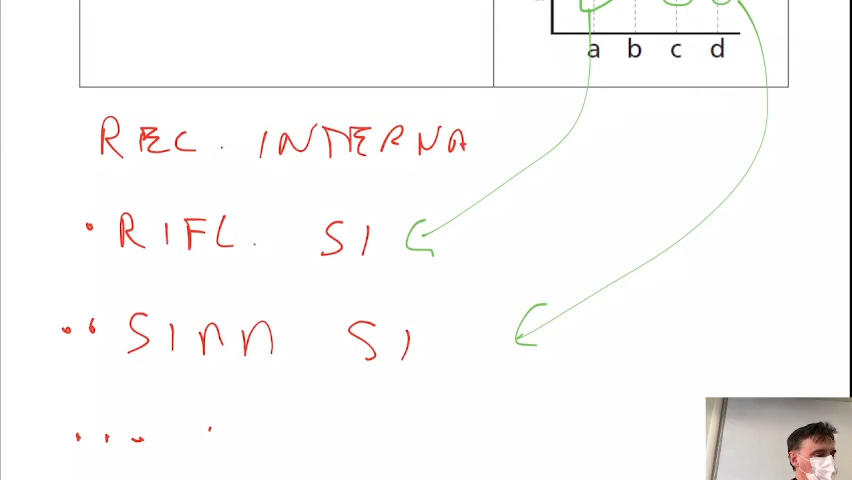 a b c d
REC. INTERNA
• RIFL. SI
•• SIMM SI
•••